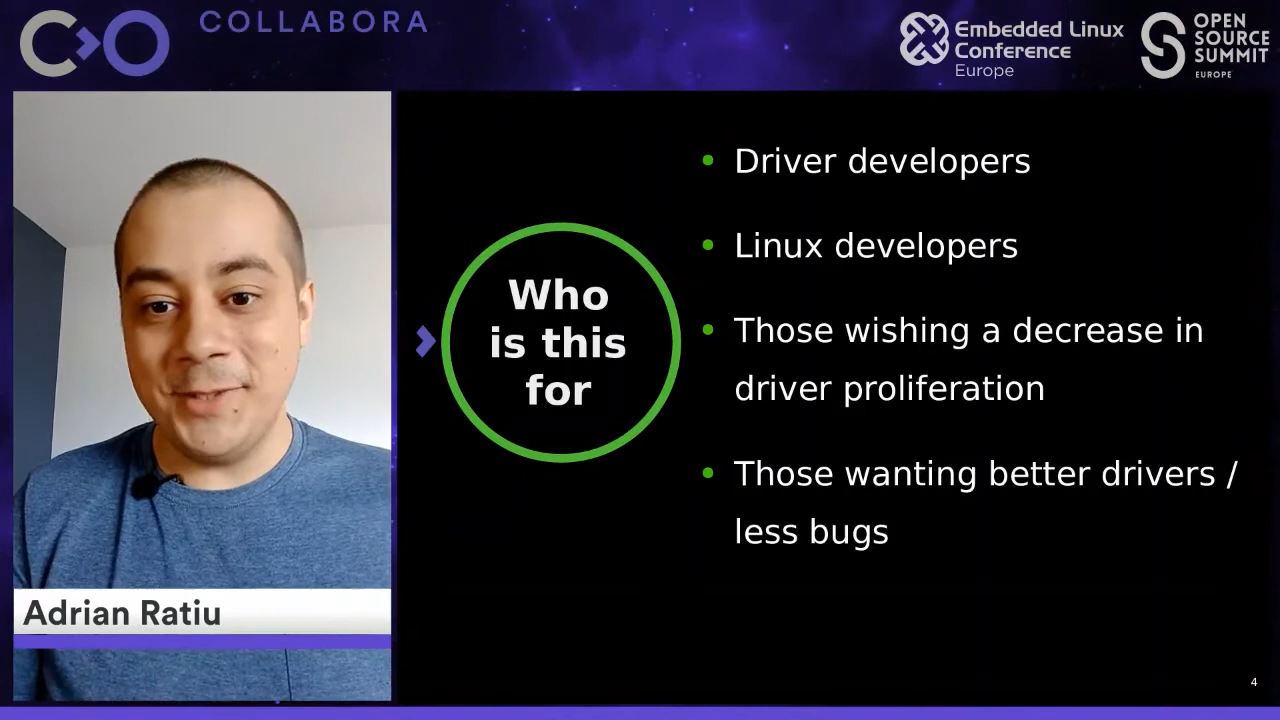 COLLABORA
Embedded Linux
Conference
Europe
OPEN
SOURCE
SUMMIT
EUROPE
Who
is this
for
• Driver developers
• Linux developers
• Those wishing a decrease in
driver proliferation
• Those wanting better drivers /
less bugs
Adrian Ratiu
4